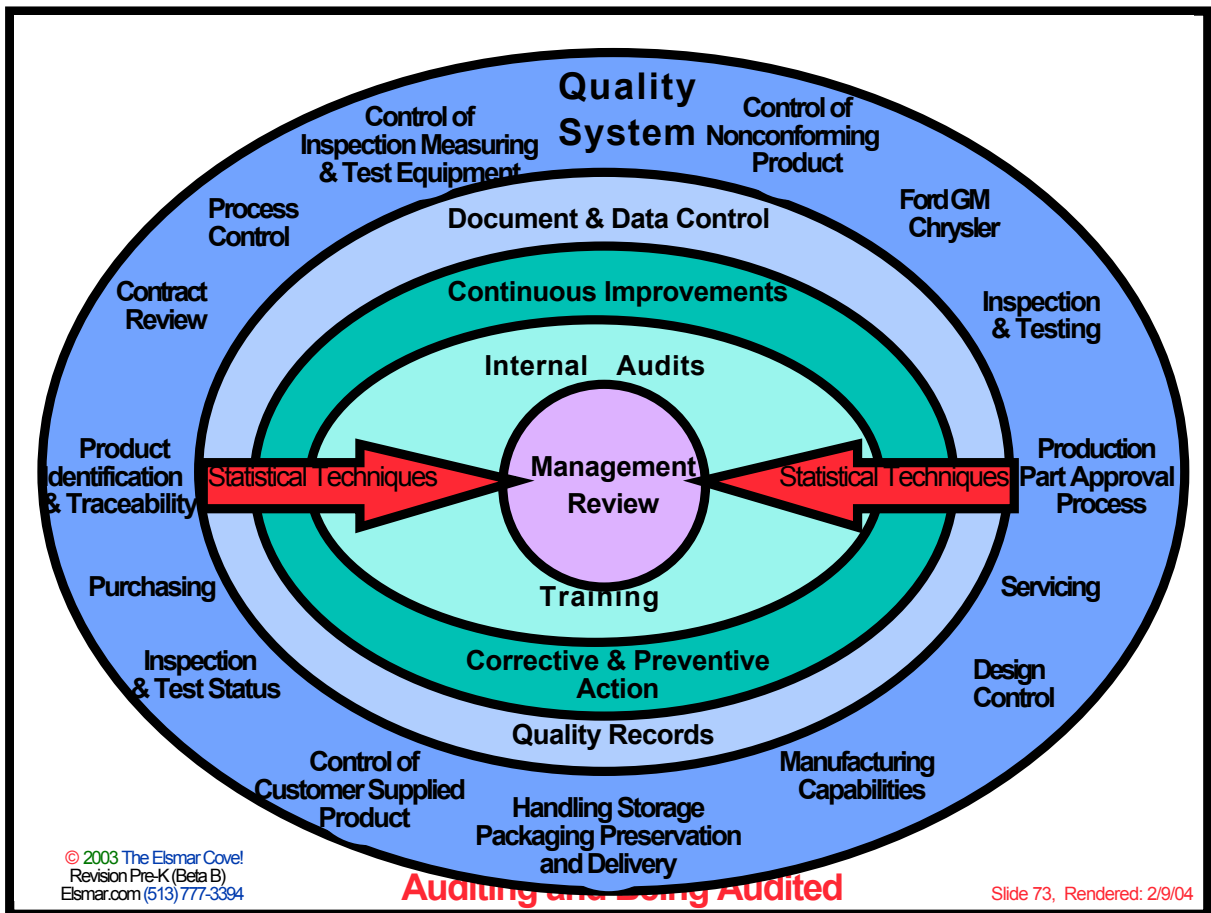 Quality
System
Control of
Inspection Measuring
& Test Equipment
Control of
Nonconforming
Product
Process
Control
Ford GM
Chrysler
Document & Data Control
Contract
Review
Continuous Improvements
Inspection
& Testing
Internal Audits
Product
Identification
& Traceability
Statistical Techniques
Management
Review
Statistical Techniques
Production
Part Approval
Process
Purchasing
Training
Servicing
Inspection
& Test Status
Corrective & Preventive
Action
Design
Control
Quality Records
Control of
Customer Supplied
Product
Handling Storage
Packaging Preservation
and Delivery
Manufacturing
Capabilities
© 2003 The Elsmar Cove!
Revision Pre-K (Beta B)
Elsmar.com (513) 777-3394
Auditing and Being Audited
Slide 73, Rendered: 2/9/04